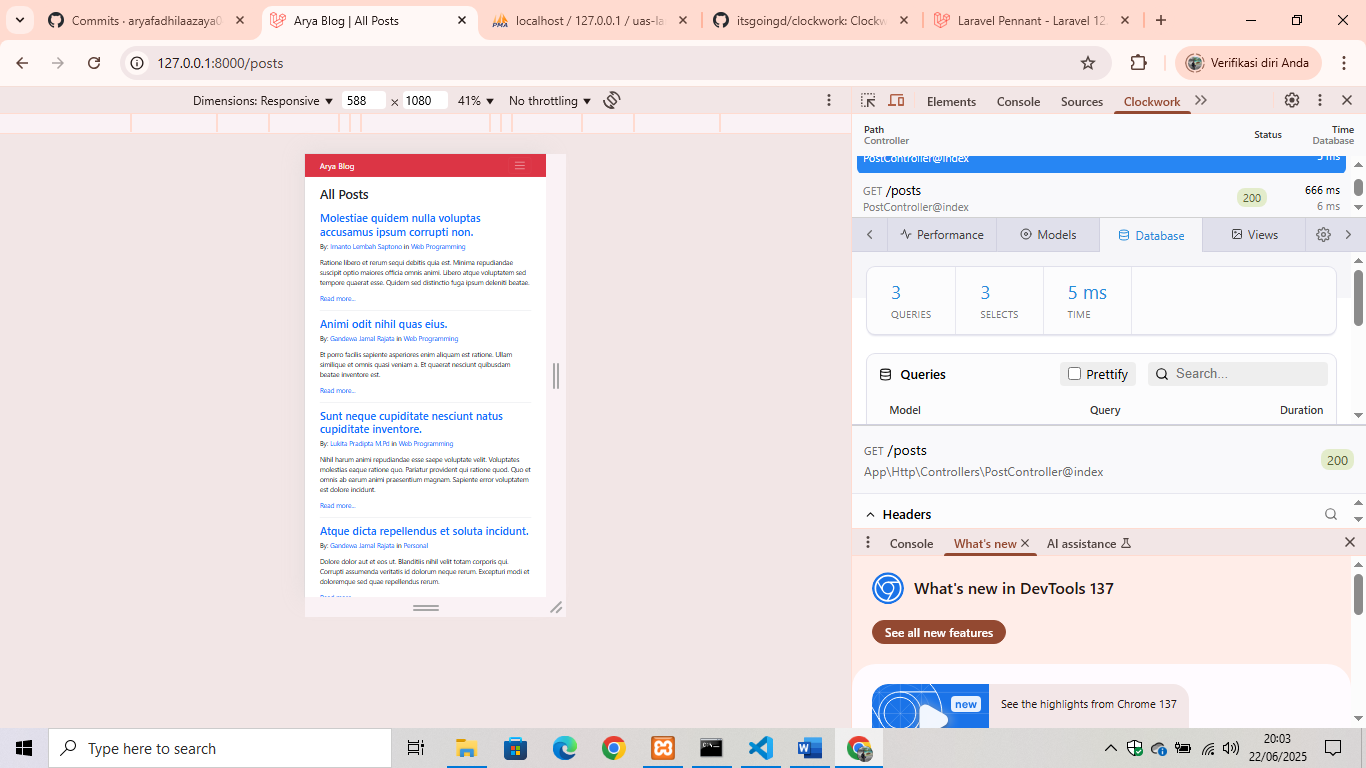 Commits · aryafadhilaazaya0
Arya Blog | All Posts
localhost / 127.0.0.1 / uas-la
itsgoingd/clockwork: Clockw
Laravel Pennant - Laravel 12.
127.0.0.1:8000/posts
Verifikasi diri Anda
Dimensions: Responsive 588 × 1080 41% No throttling
Elements Console Sources Clockwork
Path
Controller
Status
Time
Database
PostController@index 5 ms
GET /posts 200 666 ms
PostController@index 6 ms
Performance Models Database Views
3 3 5 ms
QUERIES SELECTS TIME
Queries Prettify Search...
Model Query Duration
GET /posts 200
App\Http\Controllers\PostController@index
Headers
Console What's new AI assistance
What's new in DevTools 137
See all new features
new
See the highlights from Chrome 137
Arya Blog
All Posts
Molestiae quidem nulla voluptas
accusamus ipsum corrupti non.
By: Imanto Lembah Saptono in Web Programming
Ratione libero et rerum sequi debitis quia est. Minima repudiandae
suscipit optio maiores officia omnis animi. Libero atque voluptatem sed
tempore quaerat esse. Quidem sed distinctio fuga ipsum deleniti beatae.
Read more...
Animi odit nihil quas eius.
By: Gandewa Jamal Rajata in Web Programming
Et porro facilis sapiente asperiores enim aliquam est ratione. Ullam
similique et omnis quasi veniam a. Et quaerat nesciunt quibusdam
beatae inventore est.
Read more...
Sunt neque cupiditate nesciunt natus
cupiditate inventore.
By: Lukita Pradipta M.Pd in Web Programming
Nihil harum animi repudiandae esse saepe voluptate velit. Voluptates
molestias eaque ratione quo. Pariatur provident qui ratione quod. Quo et
omnis ab earum animi praesentium magnam. Sapiente error voluptatem
est dolore incidunt.
Read more...
Atque dicta repellendus et soluta incidunt.
By: Gandewa Jamal Rajata in Personal
Dolore dolor aut et eos ut. Blanditiis nihil velit totam corporis qui.
Corrupti assumenda veritatis id dolorum neque rerum. Excepturi modi et
doloremque sed quae repellendus rerum.
Read more...
Type here to search
20:03
22/06/2025